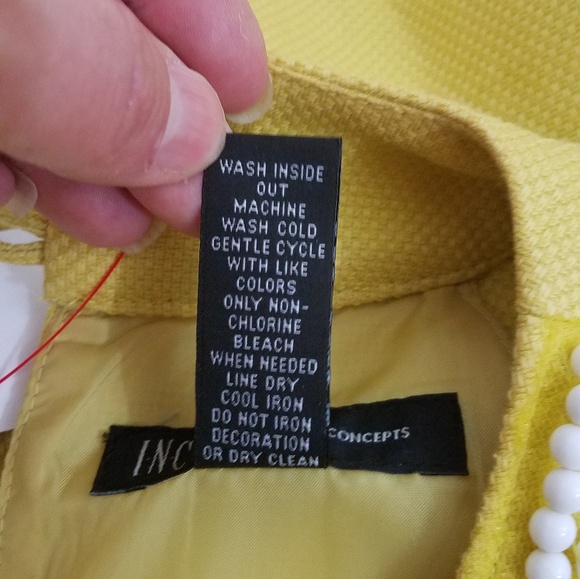 WASH INSIDE
OUT
MACHINE
WASH COLD
GENTLE CYCLE
WITH LIKE
COLORS
ONLY NON-
CHLORINE
BLEACH
WHEN NEEDED
LINE DRY
COOL IRON
DO NOT IRON
DECORATION
OR DRY CLEAN
INC
CONCEPTS